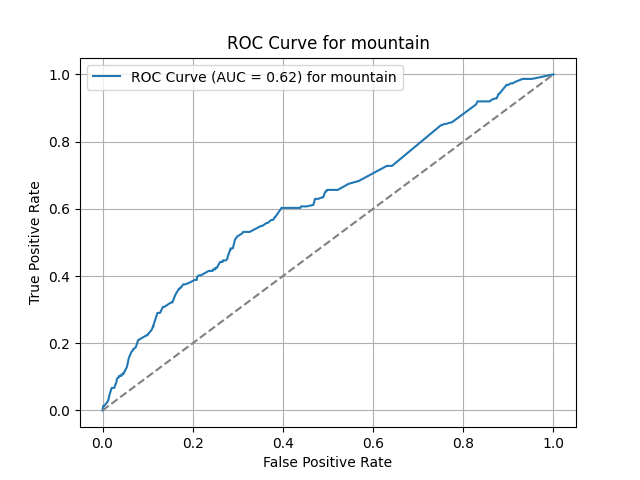 ROC Curve for mountain
ROC Curve (AUC = 0.62) for mountain
True Positive Rate
1.0
0.8
0.6
0.4
0.2
0.0
0.0 0.2 0.4 0.6 0.8 1.0
False Positive Rate